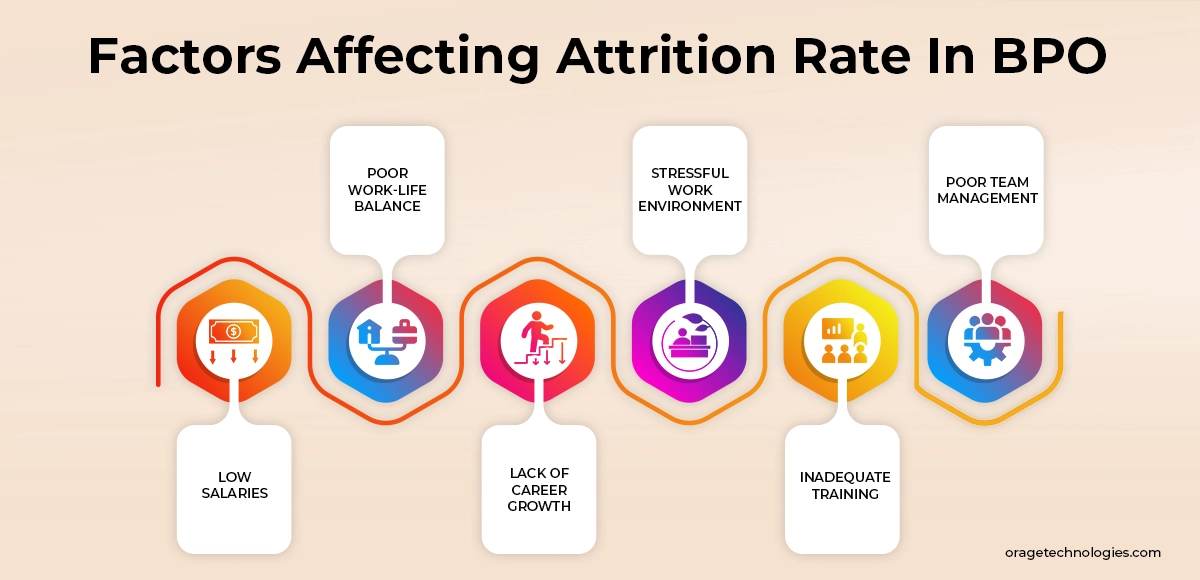 Factors Affecting Attrition Rate In BPO
LOW
SALARIES
POOR
WORK-LIFE
BALANCE
LACK OF
CAREER
GROWTH
STRESSFUL
WORK
ENVIRONMENT
INADEQUATE
TRAINING
POOR TEAM
MANAGEMENT
oragetechnologies.com